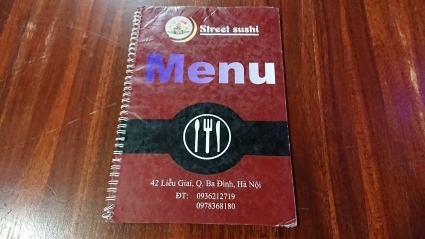 Street sushi
Menu
42 Liễu Giai, Q. Ba Đình, Hà Nội
ĐT: 0936212719
0978368180